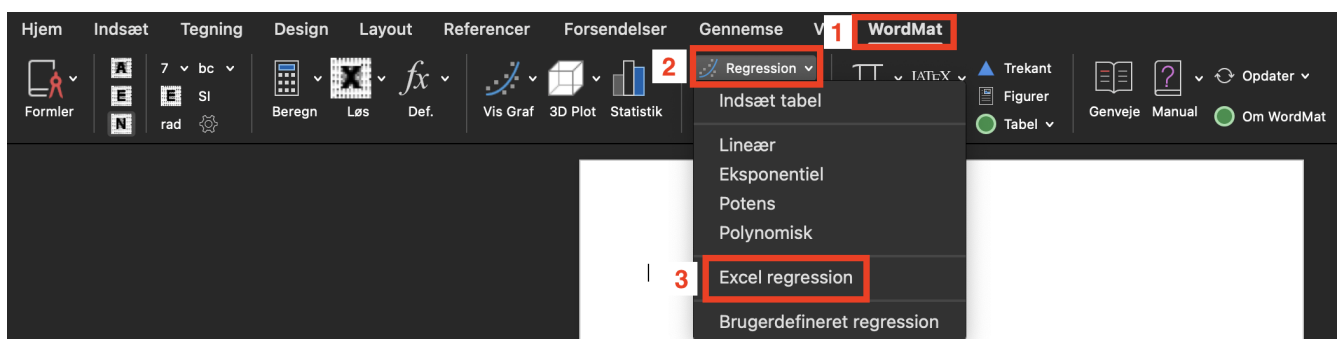 Hjem Indsæt Tegning Design Layout Referencer Forsendelser Gennemse V 1 WordMat
A 7 bc fx 2 Regression LATEX Trekant ? Opdater
E E SI Figurer
Formler Beregn Løs Def. Vis Graf 3D Plot Statistik Genveje Manual
N rad Tabel Om WordMat
X
Indsæt tabel
Lineær
Eksponentiel
Potens
Polynomisk
3 Excel regression
Brugerdefineret regression